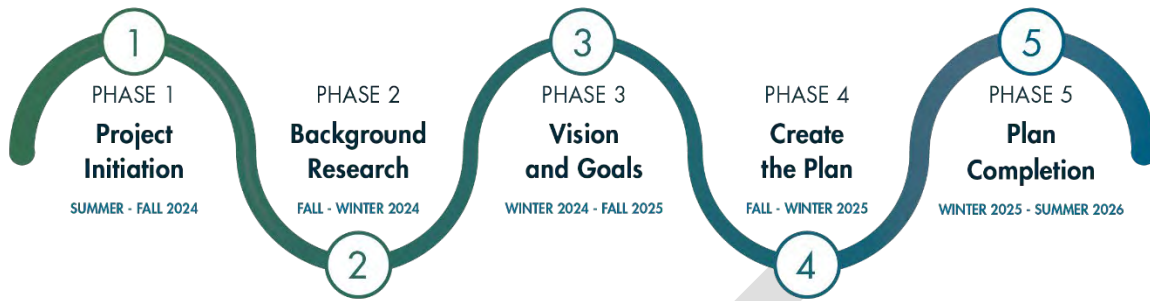 1
PHASE 1
Project
Initiation
SUMMER - FALL 2024
2
PHASE 2
Background
Research
FALL - WINTER 2024
3
PHASE 3
Vision
and Goals
WINTER 2024 - FALL 2025
4
PHASE 4
Create
the Plan
FALL - WINTER 2025
5
PHASE 5
Plan
Completion
WINTER 2025 - SUMMER 2026